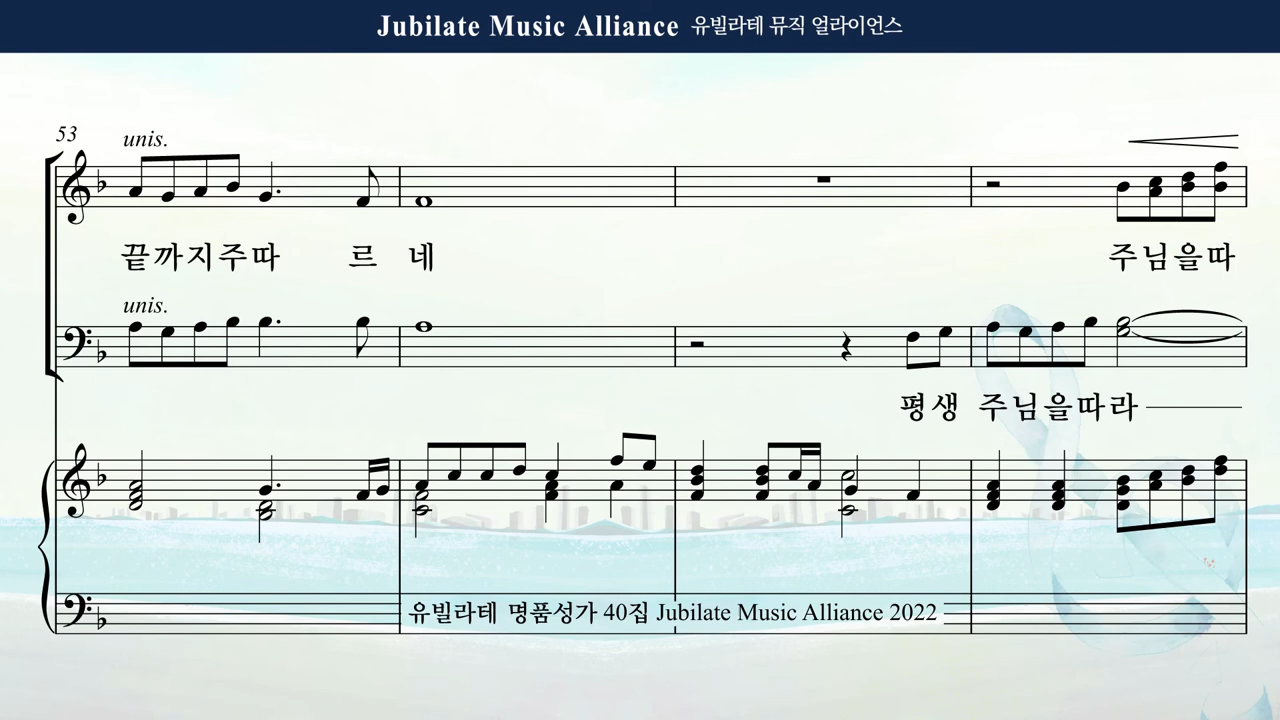 Jubilate Music Alliance 유빌라테 뮤직 얼라이언스
53
unis.
끝까지주따 르 네 주님을따
unis.
평생 주님을따라
유빌라테 명품성가 40집 Jubilate Music Alliance 2022